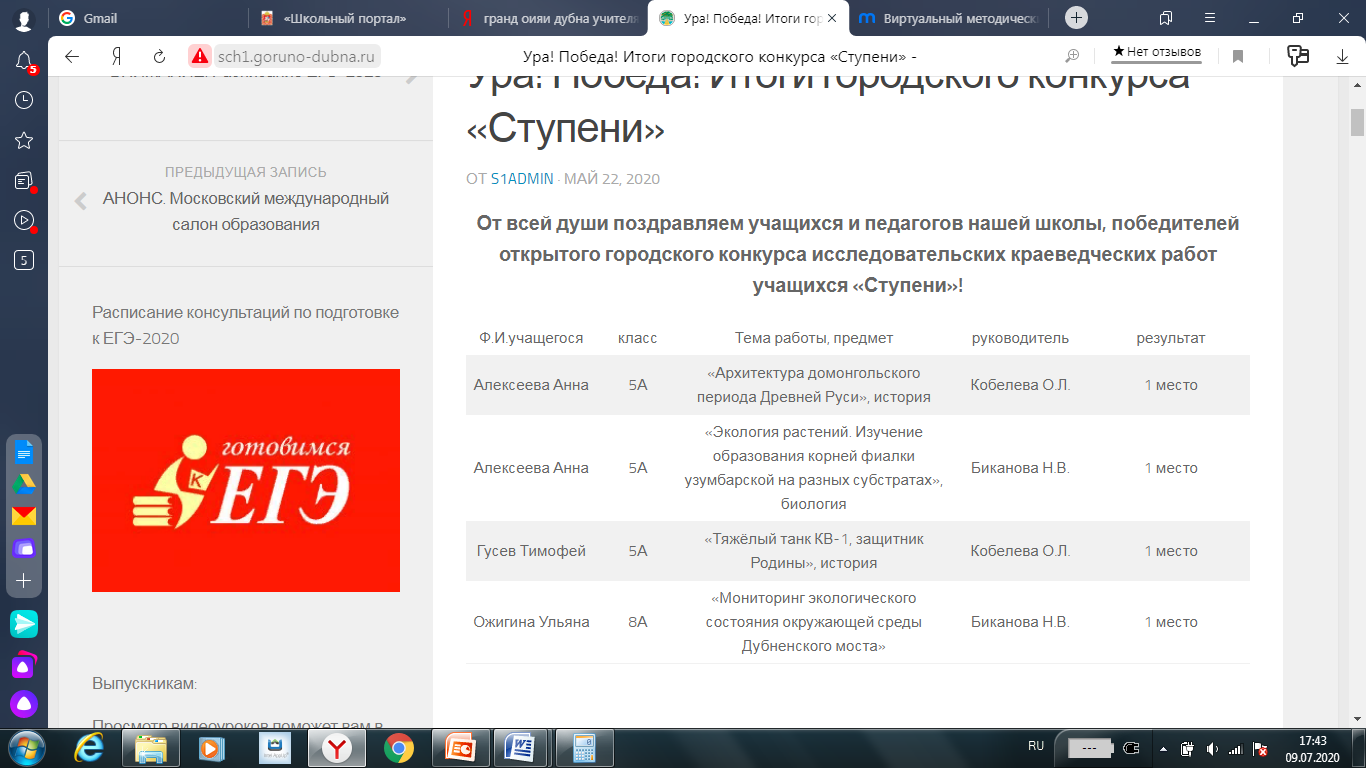 Gmail
«Школьный портал»
гранд оияи дубна учителя
Ура! Победа! Итоги гор
Виртуальный методическ
sch1.goruno-dubna.ru
Ура! Победа! Итоги городского конкурса «Ступени» -
Нет отзывов
5
5
ПРЕДЫДУЩАЯ ЗАПИСЬ
АНОНС. Московский международный
салон образования
Расписание консультаций по подготовке
к ЕГЭ-2020
готовимся
К ЕГЭ
Выпускникам:
Просмотр видеоуроков поможет вам в
Ура! Победа! Итоги городского конкурса
«Ступени»
ОТ S1ADMIN · МАЙ 22, 2020
От всей души поздравляем учащихся и педагогов нашей школы, победителей
открытого городского конкурса исследовательских краеведческих работ
учащихся «Ступени»!
Ф.И.учащегося класс Тема работы, предмет руководитель результат
«Архитектура домонгольского
Алексеева Анна 5А периода Древней Руси», история Кобелева О.Л. 1 место
«Экология растений. Изучение
образования корней фиалки
Алексеева Анна 5А узумбарской на разных субстратах», Биканова Н.В. 1 место
биология
«Тяжёлый танк КВ-1, защитник
Гусев Тимофей 5А Родины», история Кобелева О.Л. 1 место
«Мониторинг экологического
Ожигина Ульяна 8А состояния окружающей среды Биканова Н.В. 1 место
Дубненского моста»
RU
17:43
09.07.2020